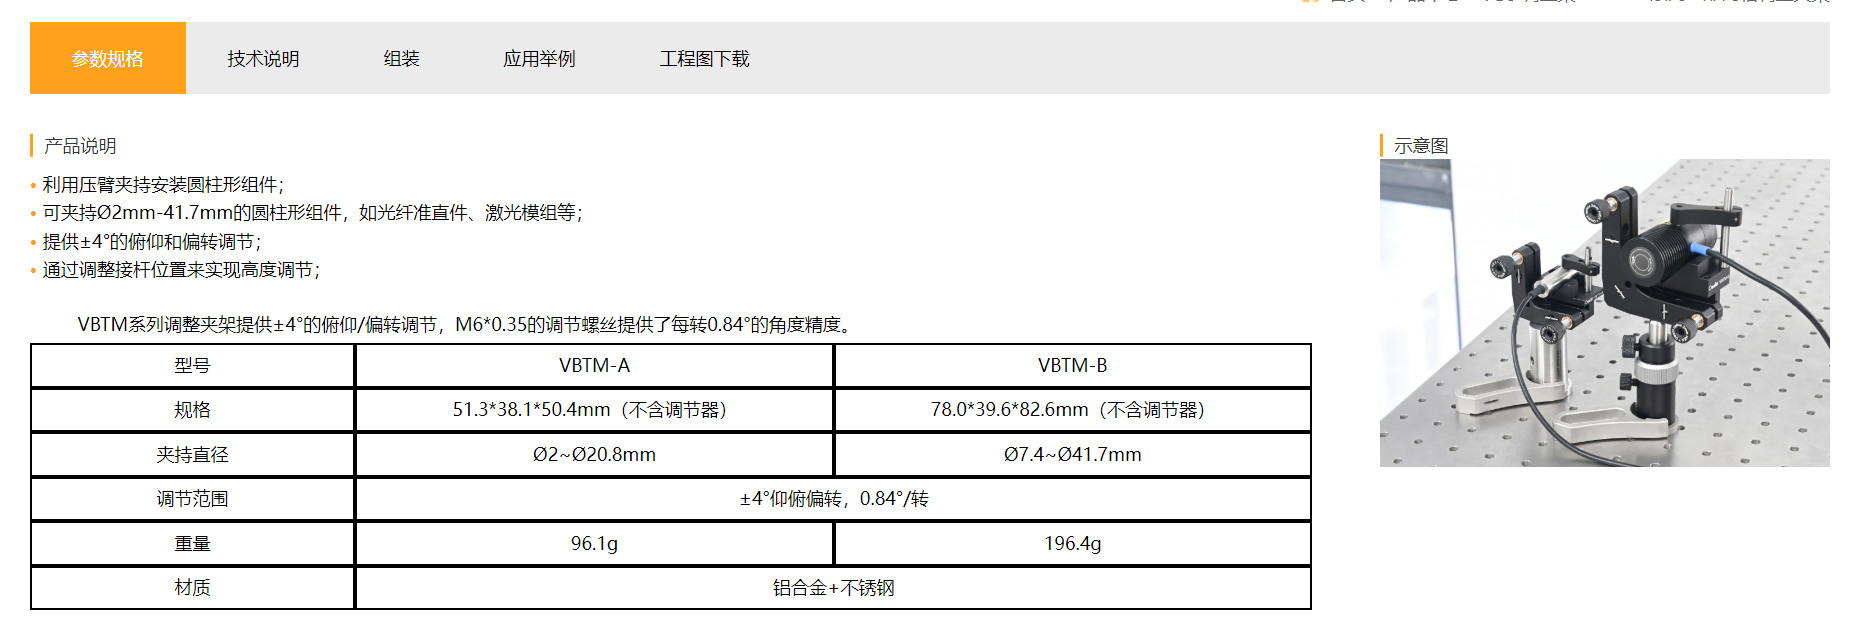 参数规格 技术说明 组装 应用举例 工程图下载
产品说明
• 利用压臂夹持安装圆柱形组件；
• 可夹持Ø2mm-41.7mm的圆柱形组件，如光纤准直件、激光模组等；
• 提供±4°的俯仰和偏转调节；
• 通过调整接杆位置来实现高度调节；
VBTM系列调整夹架提供±4°的俯仰/偏转调节，M6*0.35的调节螺丝提供了每转0.84°的角度精度。
型号 VBTM-A VBTM-B
规格 51.3*38.1*50.4mm（不含调节器） 78.0*39.6*82.6mm（不含调节器）
夹持直径 Ø2~Ø20.8mm Ø7.4~Ø41.7mm
调节范围 ±4°仰俯偏转，0.84°/转
重量 96.1g 196.4g
材质 铝合金+不锈钢
示意图